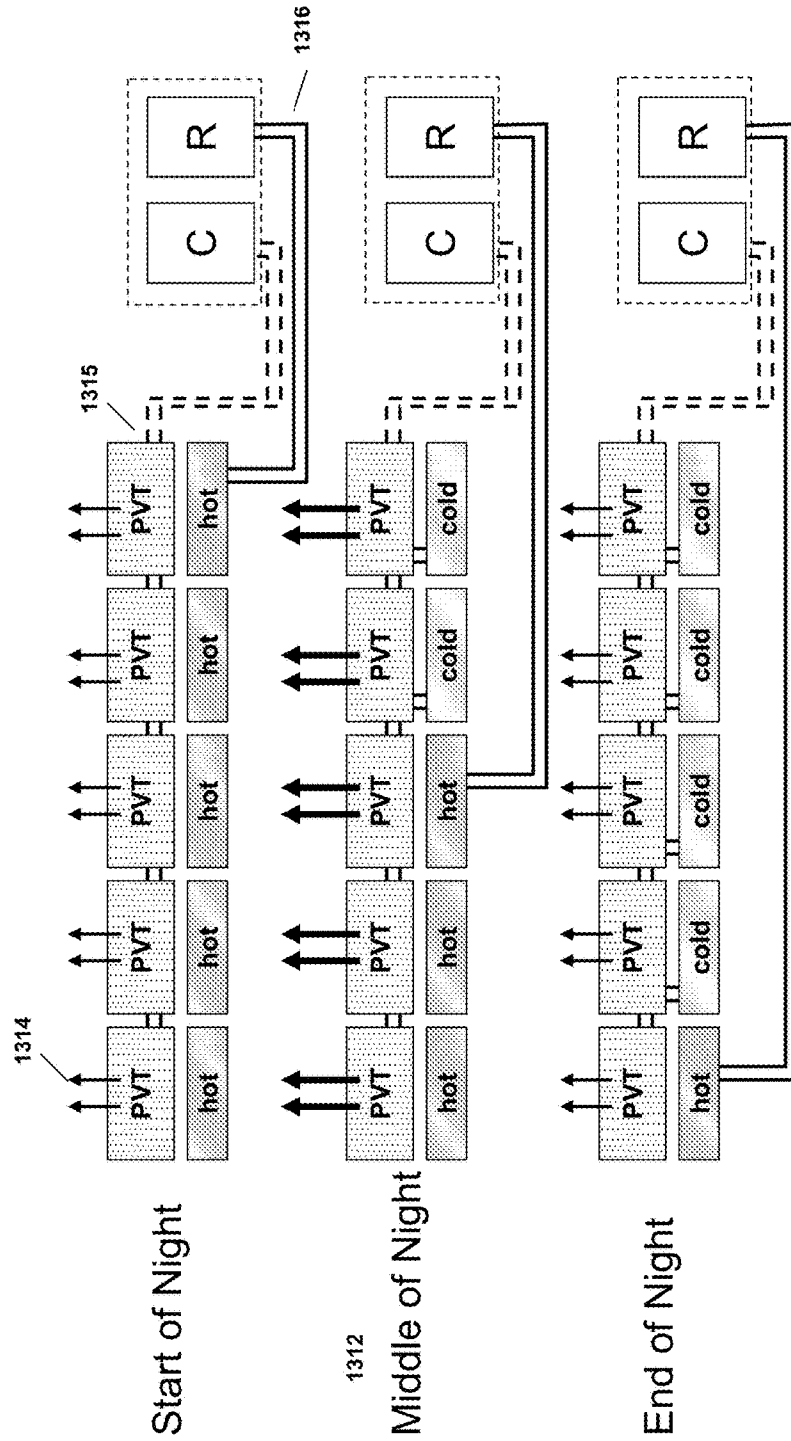 1314
1315
1316
PVT PVT PVT PVT PVT
C R
Start of Night
hot hot hot hot hot
PVT PVT PVT PVT PVT
C R
1312
Middle of Night
hot hot hot cold cold
PVT PVT PVT PVT PVT
C R
End of Night
hot cold cold cold cold